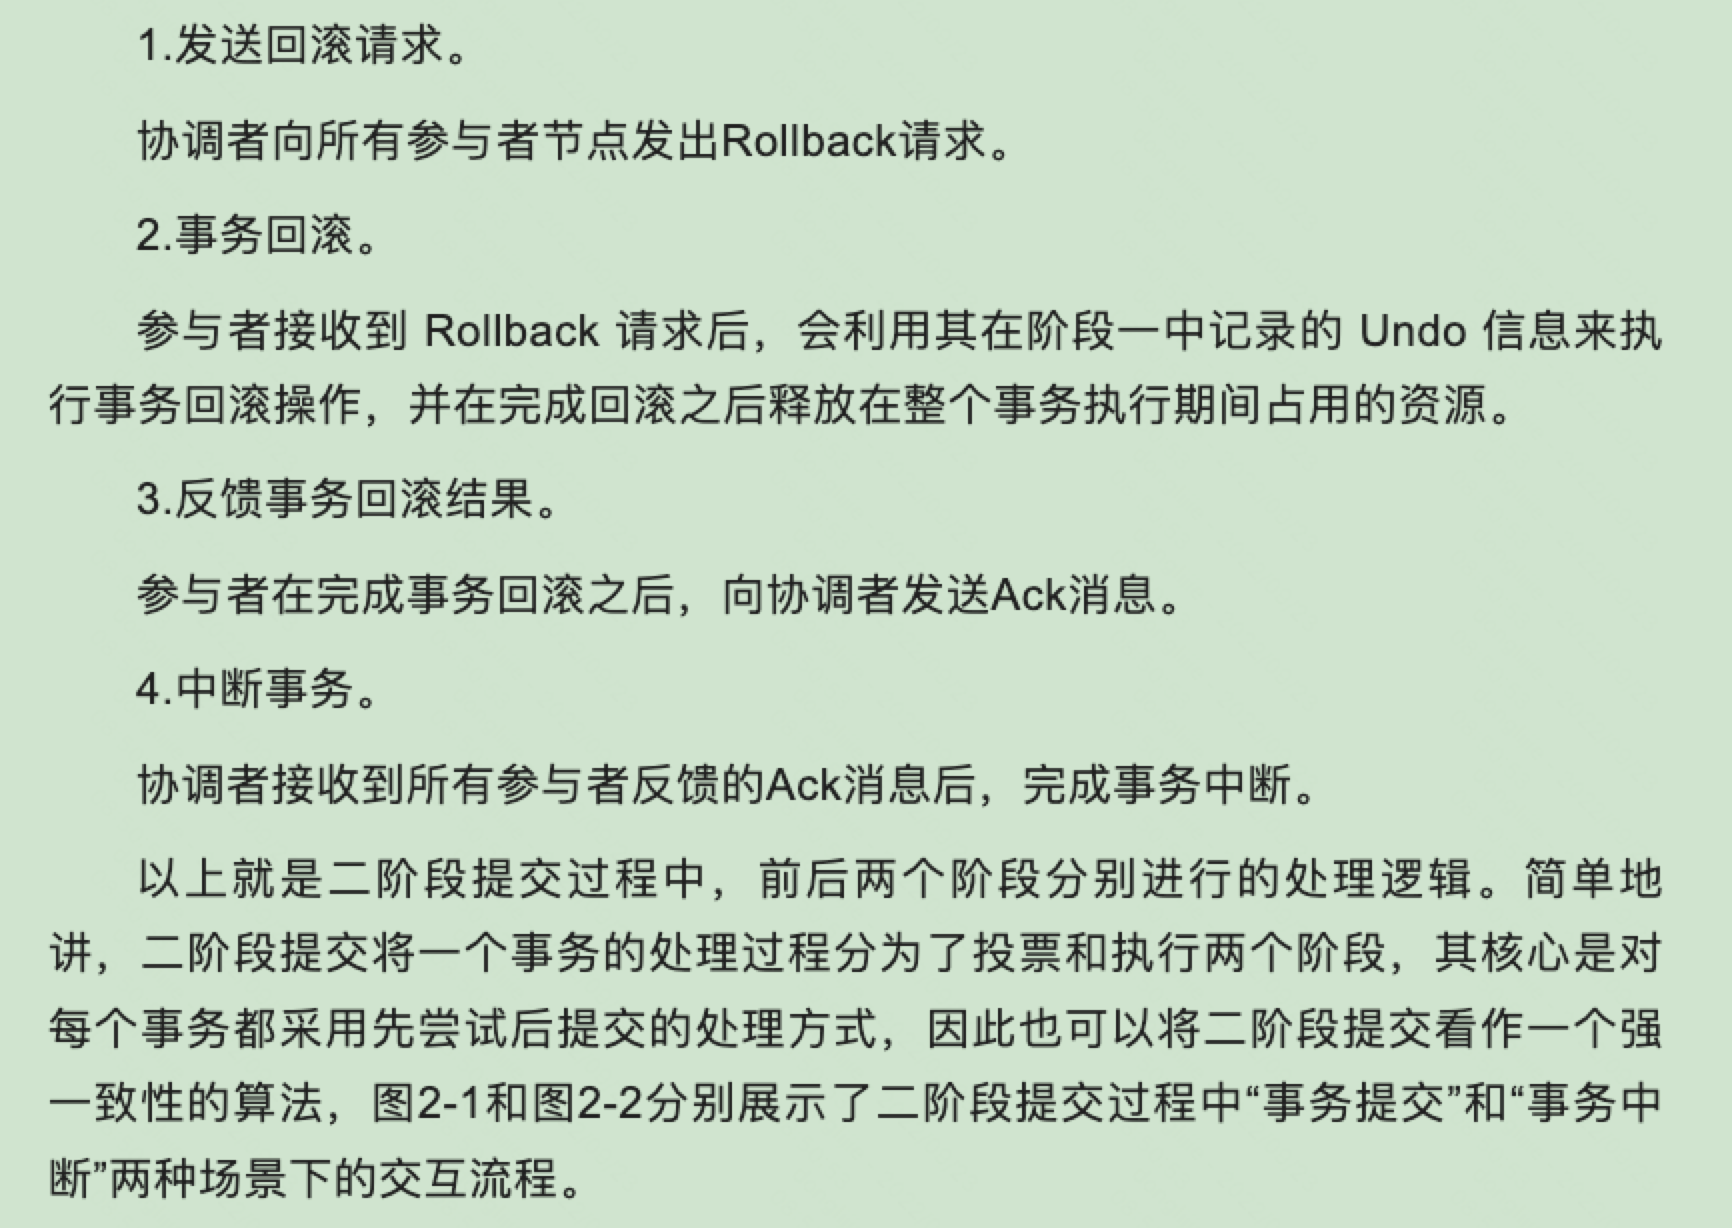 1.发送回滚请求。
协调者向所有参与者节点发出Rollback请求。
2.事务回滚。
参与者接收到 Rollback 请求后，会利用其在阶段一中记录的 Undo 信息来执
行事务回滚操作，并在完成回滚之后释放在整个事务执行期间占用的资源。
3.反馈事务回滚结果。
参与者在完成事务回滚之后，向协调者发送Ack消息。
4.中断事务。
协调者接收到所有参与者反馈的Ack消息后，完成事务中断。
以上就是二阶段提交过程中，前后两个阶段分别进行的处理逻辑。简单地
讲，二阶段提交将一个事务的处理过程分为了投票和执行两个阶段，其核心是对
每个事务都采用先尝试后提交的处理方式，因此也可以将二阶段提交看作一个强
一致性的算法，图2-1和图2-2分别展示了二阶段提交过程中“事务提交”和“事务中
断”两种场景下的交互流程。